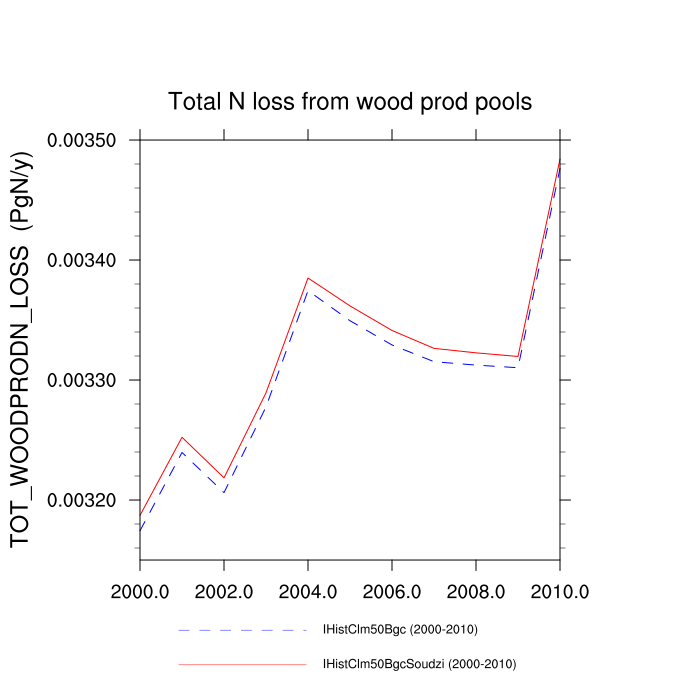 Total N loss from wood prod pools
TOT_WOODPRODN_LOSS (PgN/y)
0.00350
0.00340
0.00330
0.00320
2000.0 2002.0 2004.0 2006.0 2008.0 2010.0
IHistClm50Bgc (2000-2010)
IHistClm50BgcSoudzi (2000-2010)